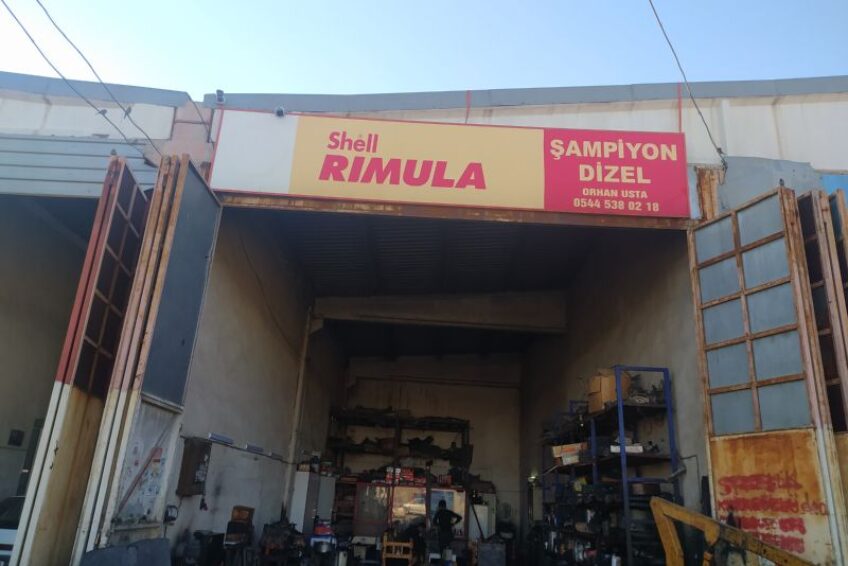 Shell
RIMULA
ŞAMPİYON
DİZEL
ORHAN USTA
0544 538 02 18